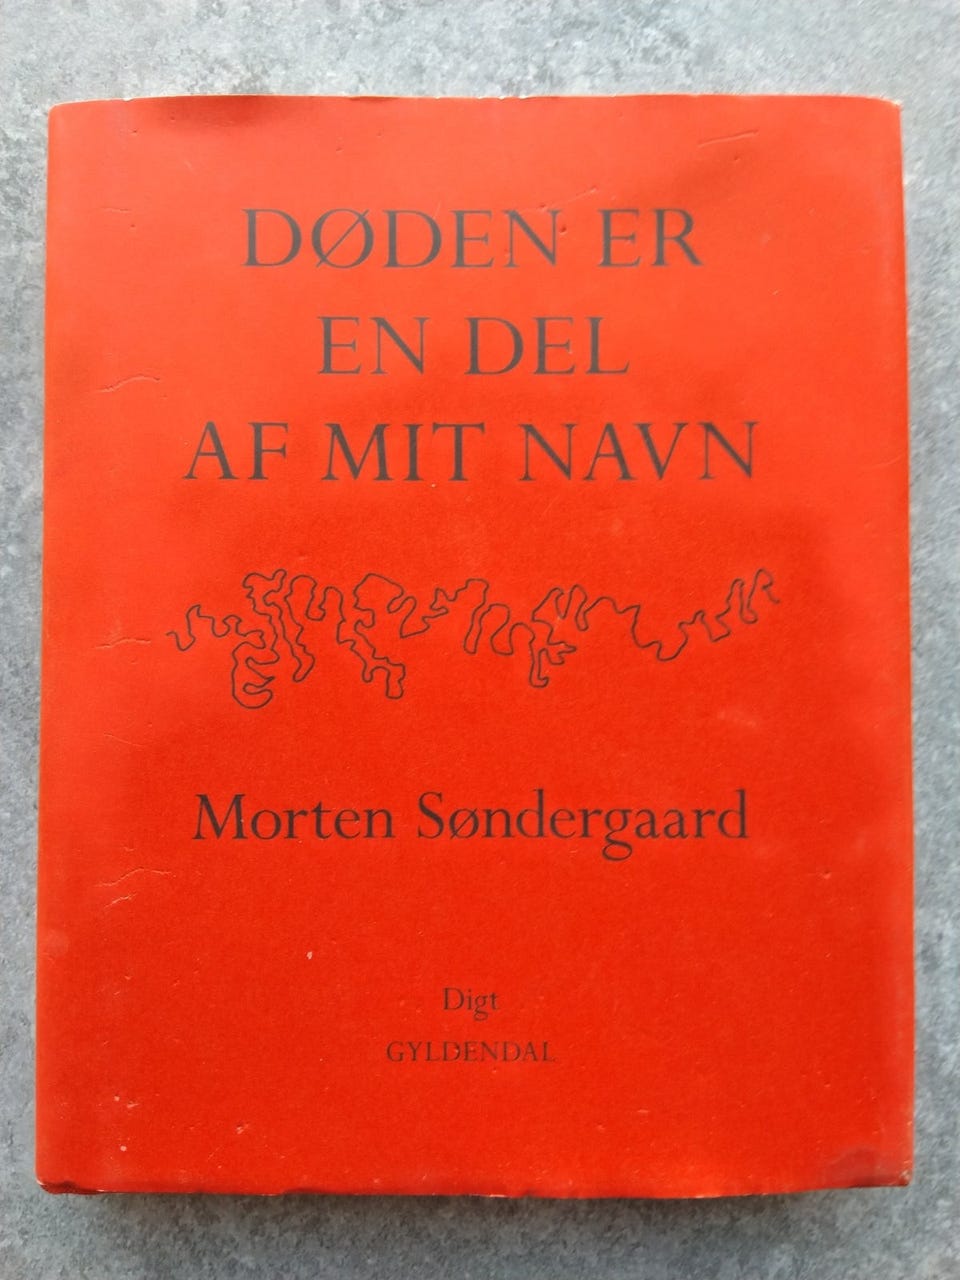 DØDEN ER
EN DEL
AF MIT NAVN
Morten Søndergaard
Digt
GYLDENDAL